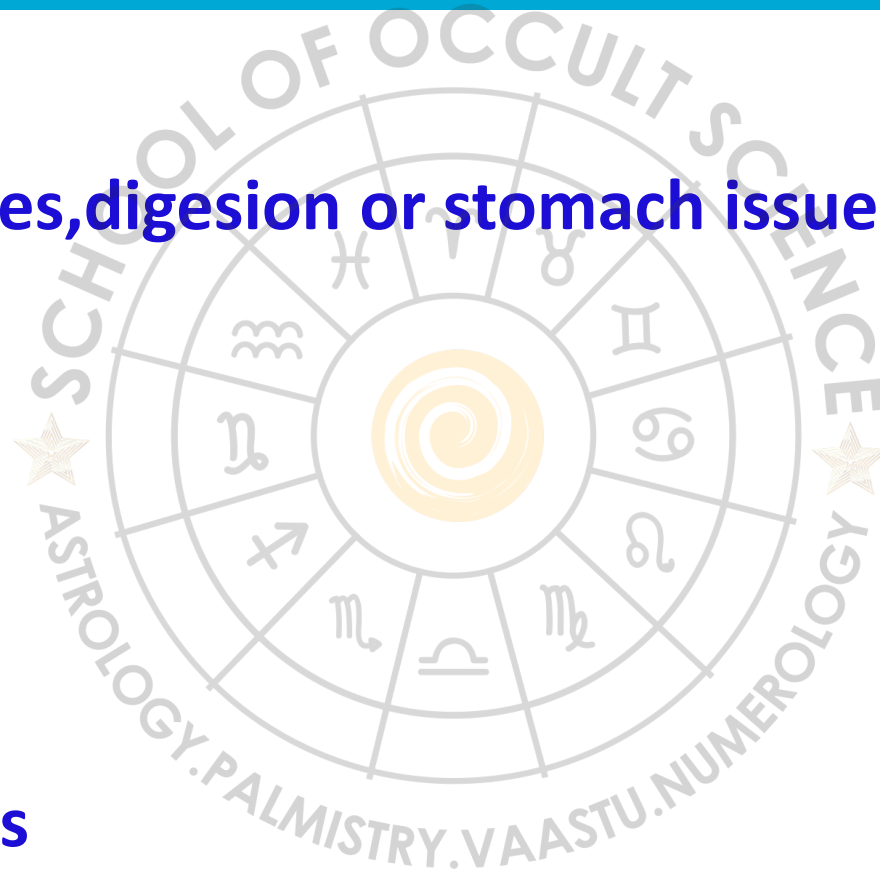 SCHOOL OF OCCULT SCIENCE
es,digesion or stomach issue
ASTROLOGY.PALMISTRY.VAASTU.NUMEROLOGY
s